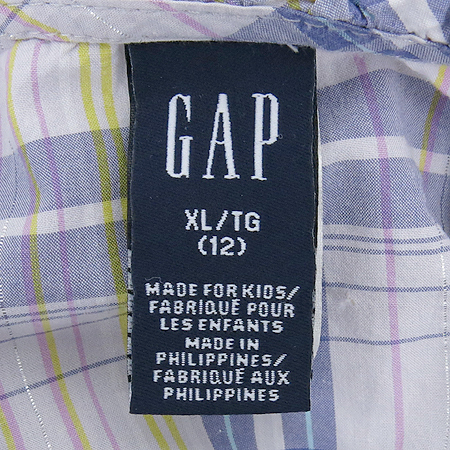 GAP
XL/TG
(12)
MADE FOR KIDS/
FABRIQUÉ POUR
LES ENFANTS
MADE IN
PHILIPPINES/
FABRIQUÉ AUX
PHILIPPINES